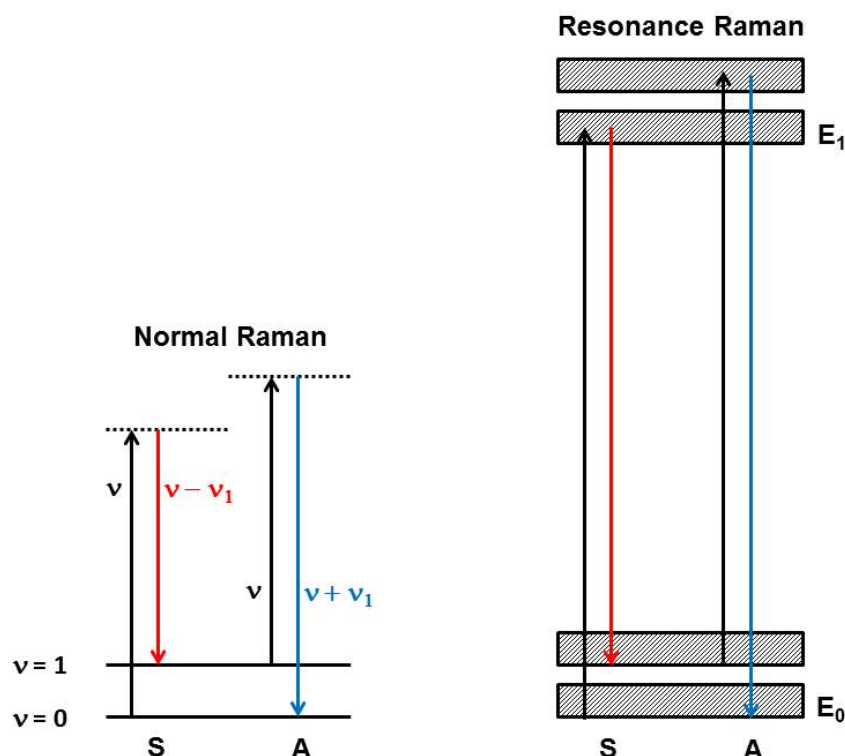 Resonance Raman
E₁
Normal Raman
ν
ν – ν₁
ν
ν + ν₁
ν = 1
ν = 0
E₀
S
A
S
A